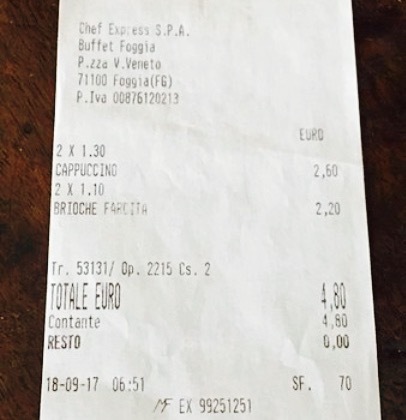 Chef Express S.P.A.
Buffet Foggia
P.zza V.Veneto
71100 Foggia(FG)
P.Iva 00876120213
EURO
2 X 1.30
CAPPUCCINO 2,60
2 X 1.10
BRIOCHE FARCITA 2,20
Tr. 53131/ Op. 2215 Cs. 2
TOTALE EURO 4,80
Contante 4,80
RESTO 0,00
18-09-17 06:51 SF. 70
MF EX 99251251